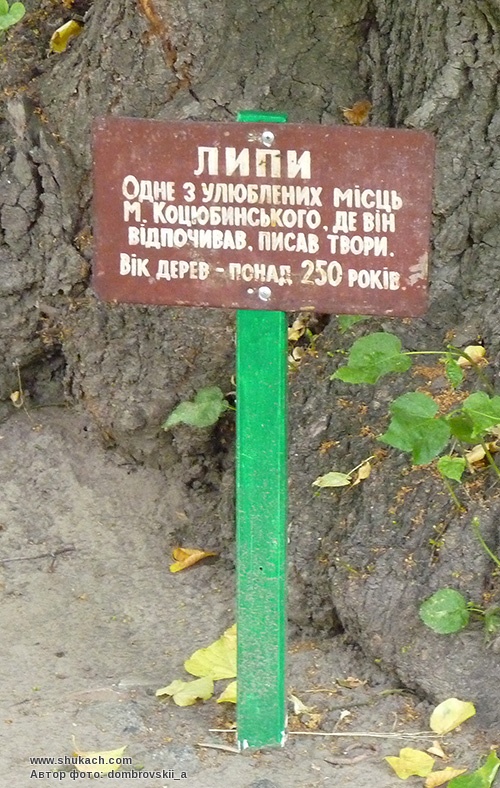 ЛИПИ
Одне з улюблених місць
М. Коцюбинського, де він
відпочивав, писав твори.
Вік дерев - понад 250 років
www.shukach.com
Автор фото: dombrovskii_a